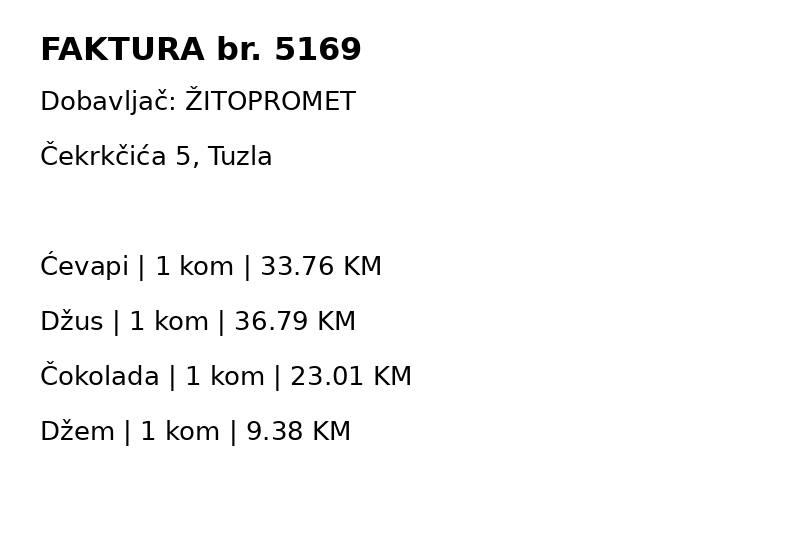 FAKTURA br. 5169
Dobavljač: ŽITOPROMET
Čekrkčića 5, Tuzla
Ćevapi | 1 kom | 33.76 KM
Džus | 1 kom | 36.79 KM
Čokolada | 1 kom | 23.01 KM
Džem | 1 kom | 9.38 KM